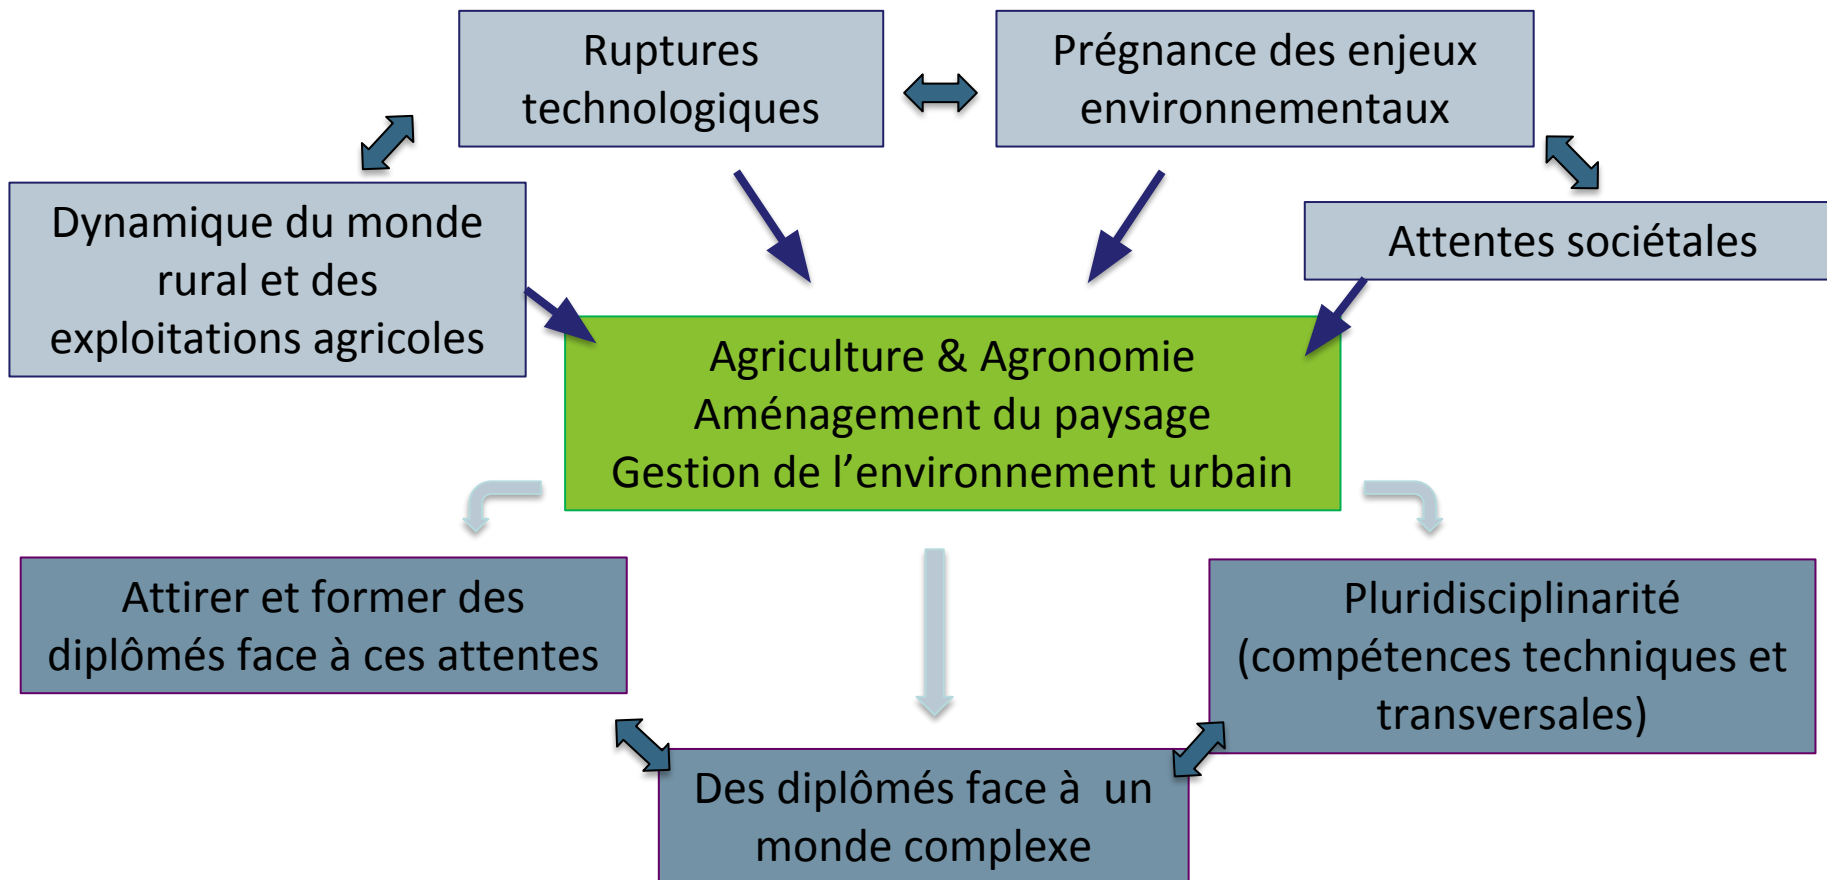 Ruptures
technologiques
Prégnance des enjeux
environnementaux
Dynamique du monde
rural et des
exploitations agricoles
Attentes sociétales
Agriculture & Agronomie
Aménagement du paysage
Gestion de l’environnement urbain
Attirer et former des
diplômés face à ces attentes
Pluridisciplinarité
(compétences techniques et
transversales)
Des diplômés face à  un
monde complexe